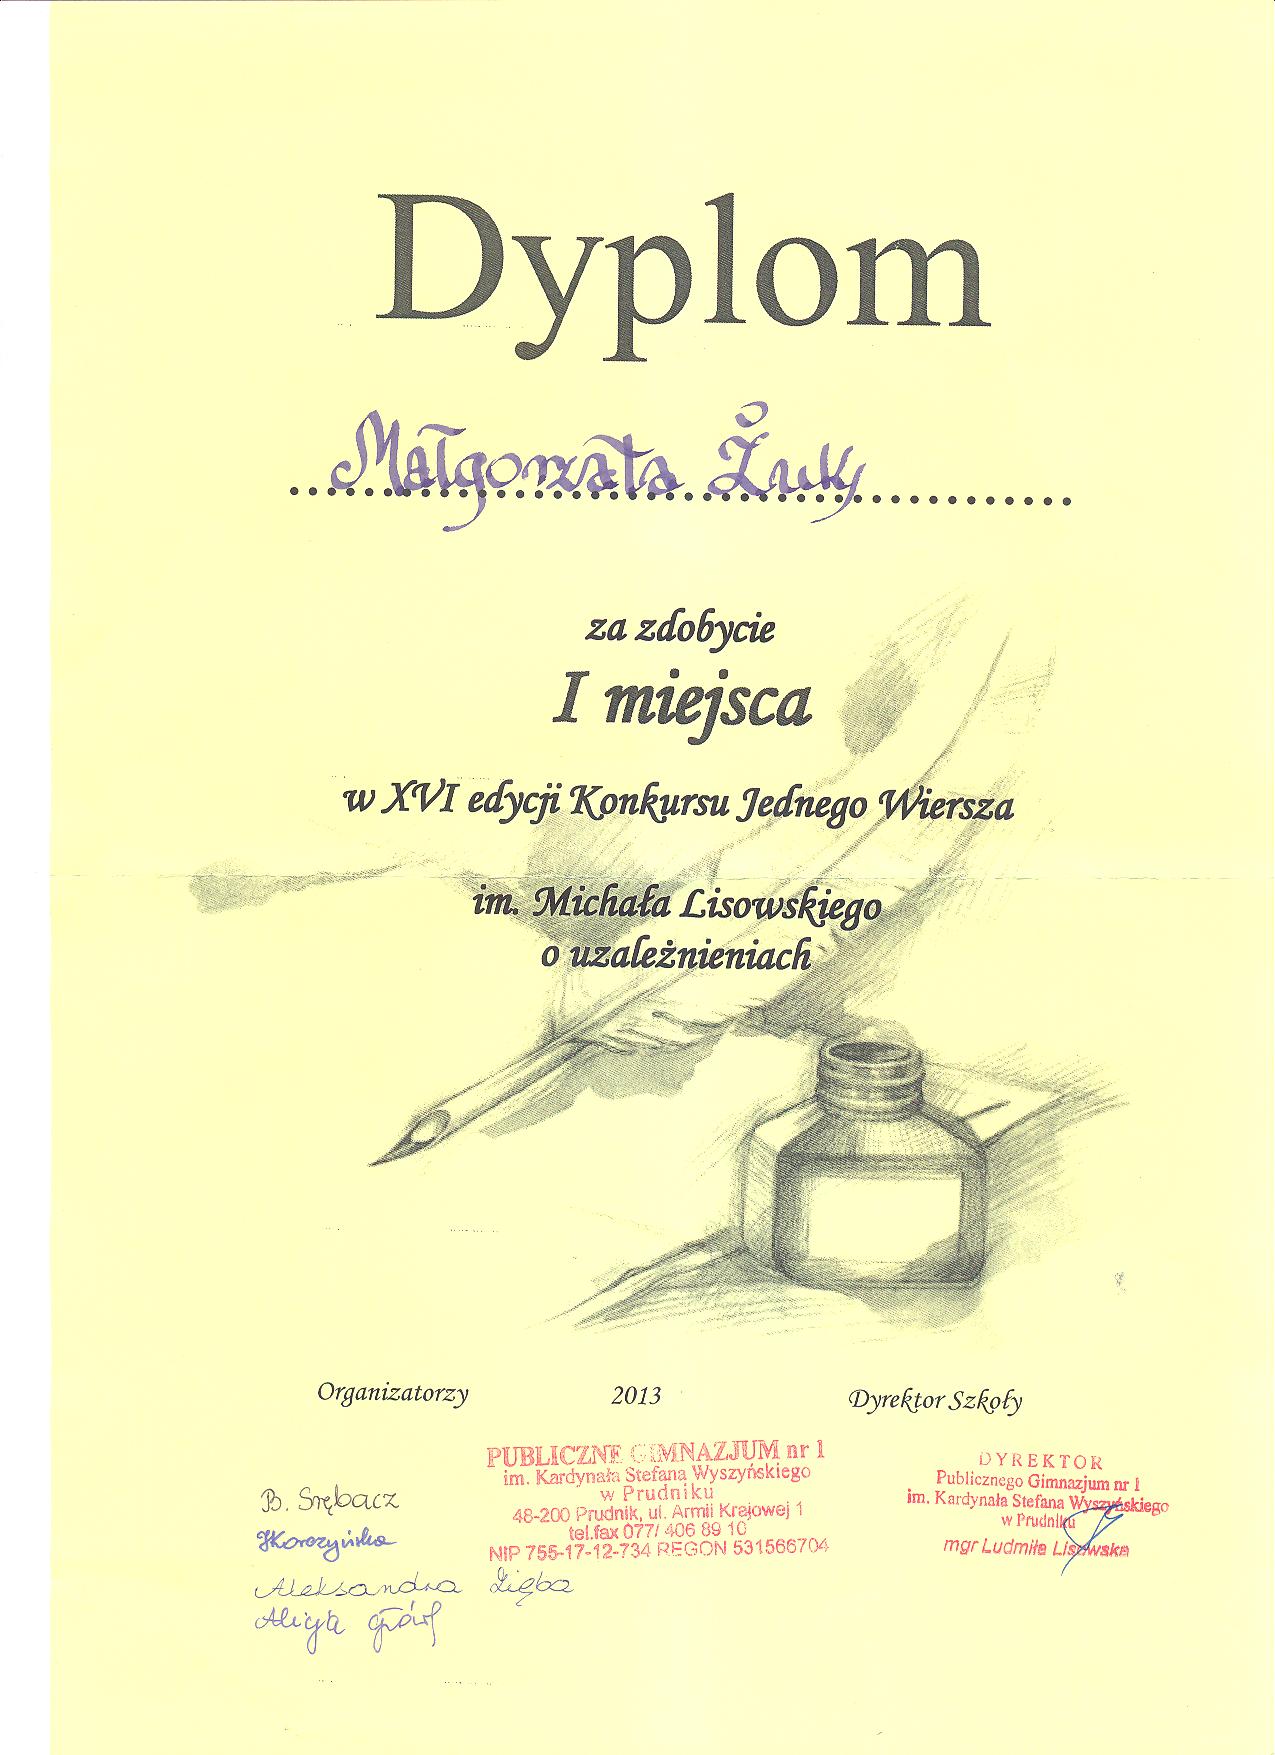 Dyplom
Małgorzata Żuk
za zdobycie
I miejsca
w XVI edycji Konkursu Jednego Wiersza
im. Michała Lisowskiego
o uzależnieniach
Organizatorzy 2013 Dyrektor Szkoły
PUBLICZNE GIMNAZJUM nr 1
im. Kardynała Stefana Wyszyńskiego
w Prudniku
48-200 Prudnik, ul. Armii Krajowej 1
tel.fax 077/ 406 89 10
NIP 755-17-12-734 REGON 531566704
DYREKTOR
Publicznego Gimnazjum nr 1
im. Kardynała Stefana Wyszyńskiego
w Prudniku
mgr Ludmiła Lisowska
B. Srębacz
Aleksandra Zięba
Alicja